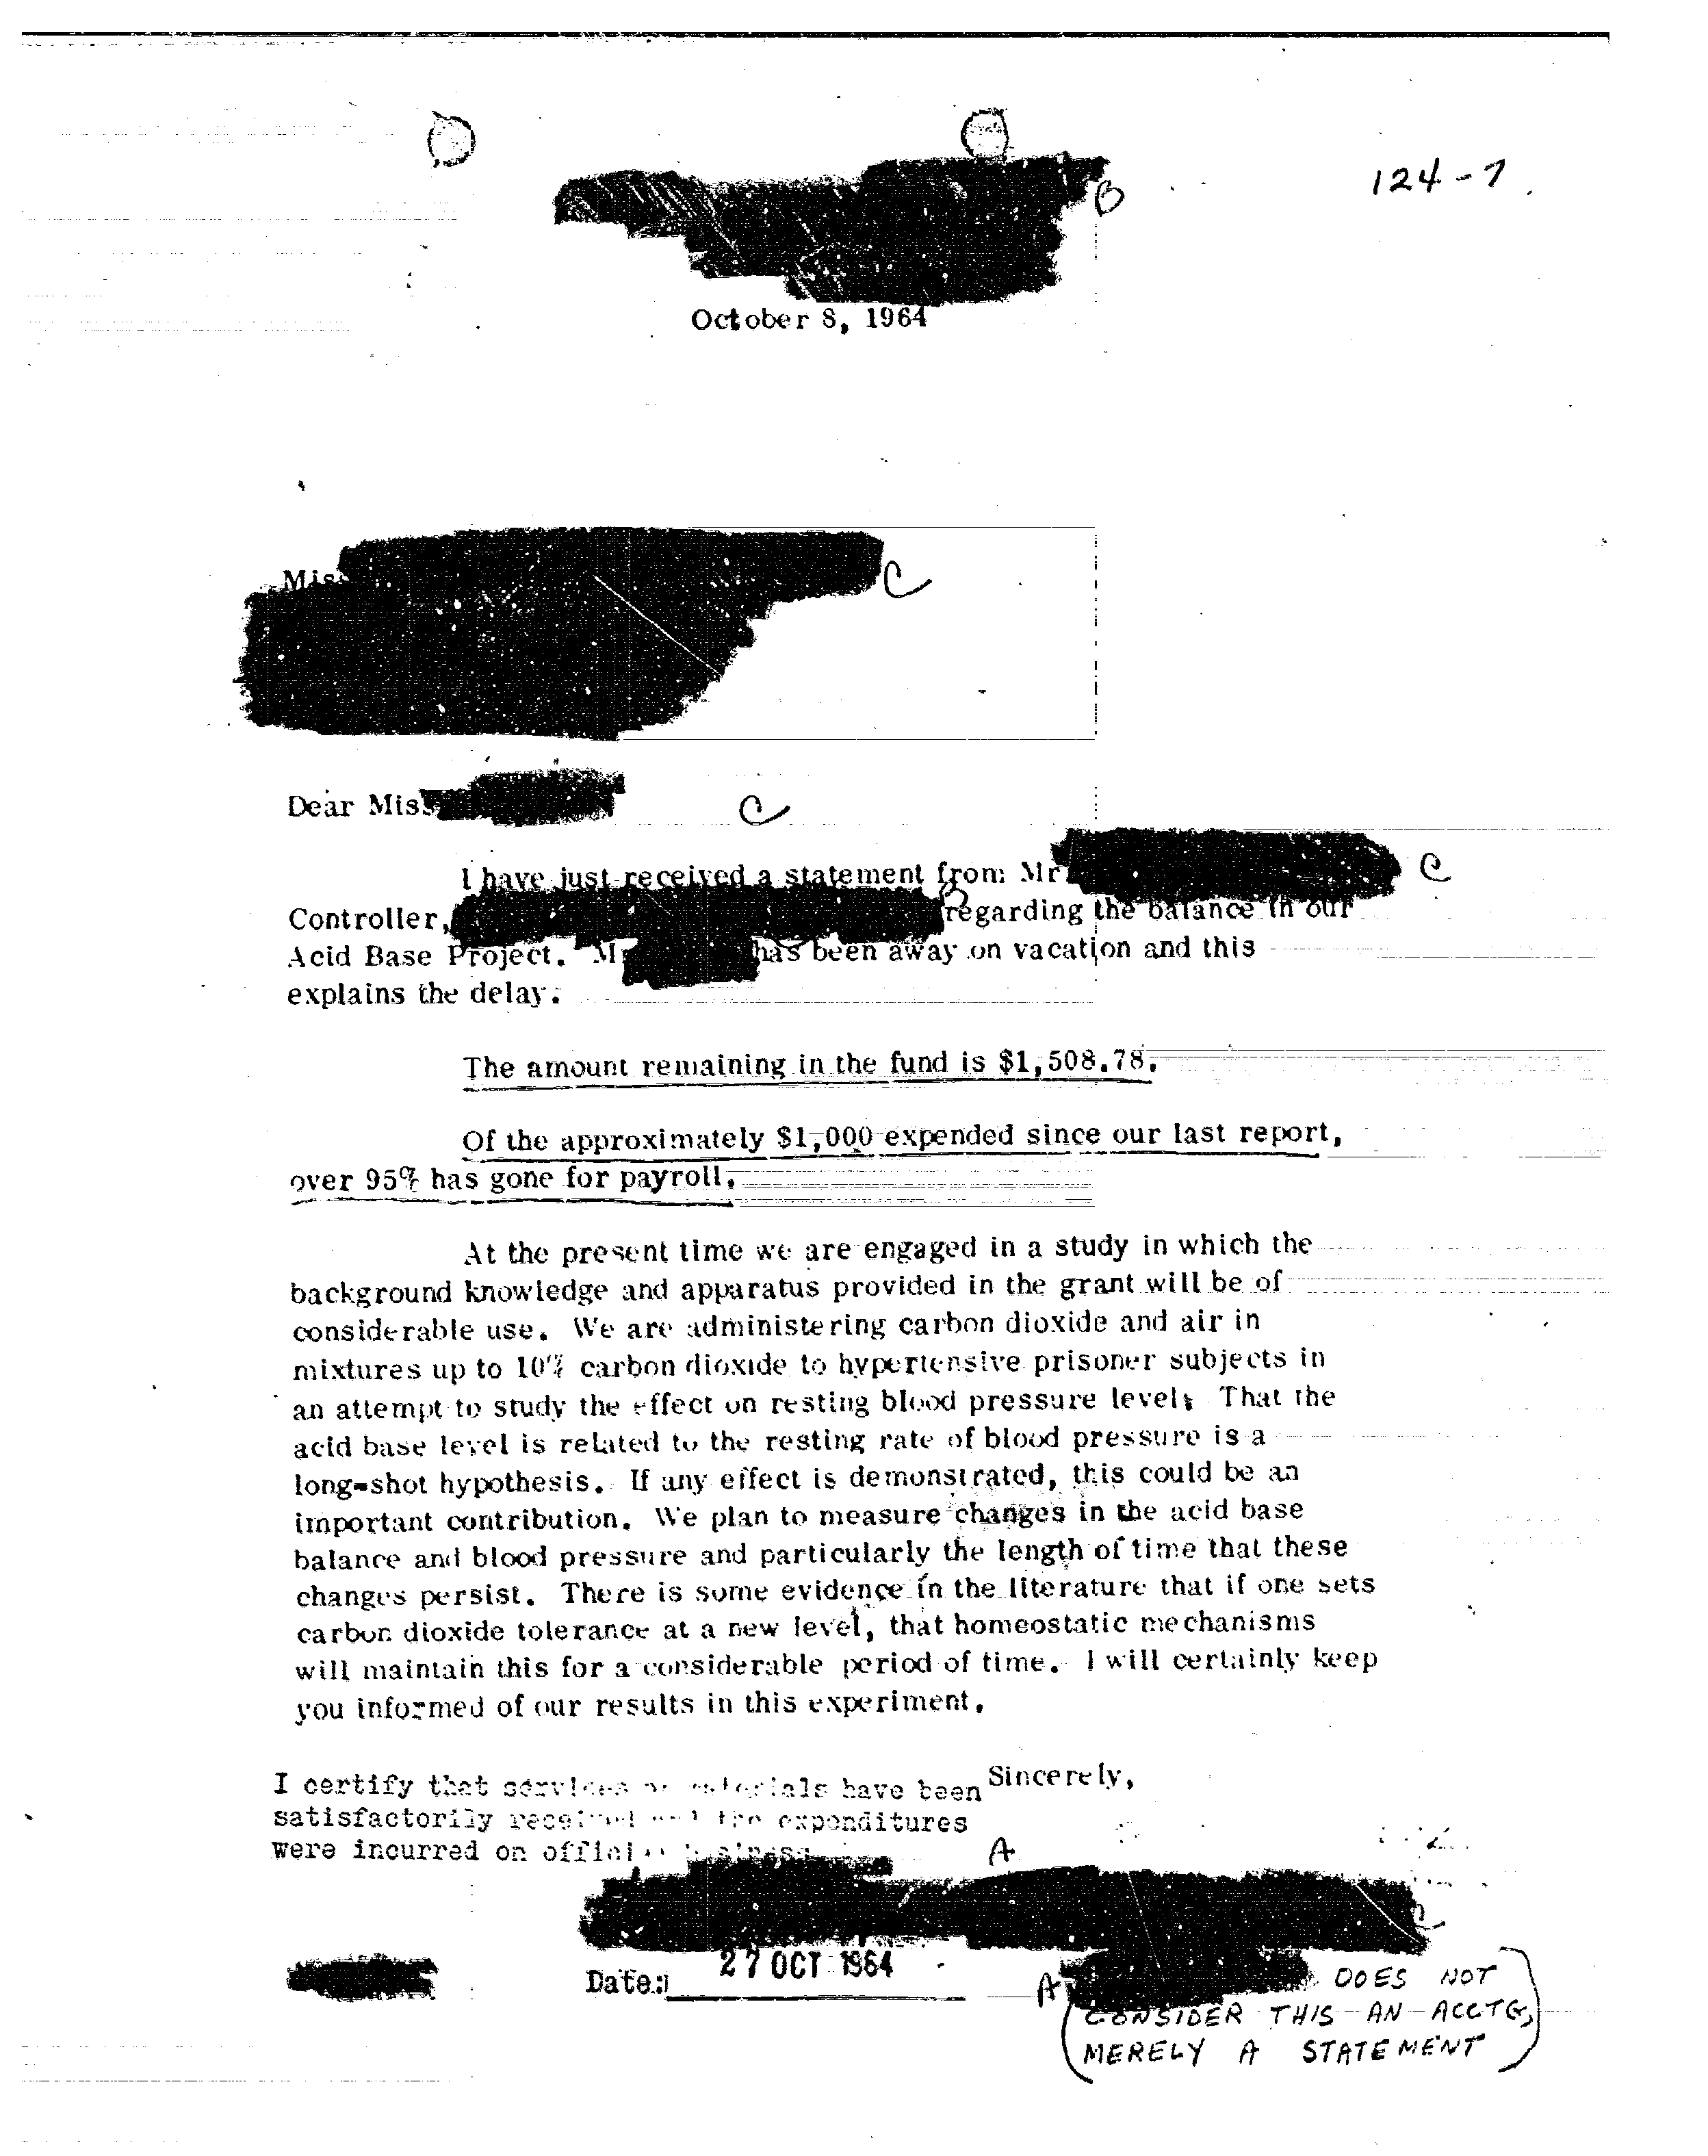 124-7
B
October 8, 1964
Miss
C
Dear Miss
C
I have just received a statement from Mr
C
Controller, B regarding the balance in our
Acid Base Project. Mr has been away on vacation and this
explains the delay.
The amount remaining in the fund is $1,508.78.
Of the approximately $1,000 expended since our last report,
over 95% has gone for payroll.
At the present time we are engaged in a study in which the
background knowledge and apparatus provided in the grant will be of
considerable use. We are administering carbon dioxide and air in
mixtures up to 10% carbon dioxide to hypertensive prisoner subjects in
an attempt to study the effect on resting blood pressure levels. That the
acid base level is related to the resting rate of blood pressure is a
long-shot hypothesis. If any effect is demonstrated, this could be an
important contribution. We plan to measure changes in the acid base
balance and blood pressure and particularly the length of time that these
changes persist. There is some evidence in the literature that if one sets
carbon dioxide tolerance at a new level, that homeostatic mechanisms
will maintain this for a considerable period of time. I will certainly keep
you informed of our results in this experiment.
Sincerely,
I certify that services or materials have been
satisfactorily received and the expenditures
were incurred on official business
A
C
Date: 27 OCT 1964
A
( DOES NOT
CONSIDER THIS AN ACCTG,
MERELY A STATEMENT)